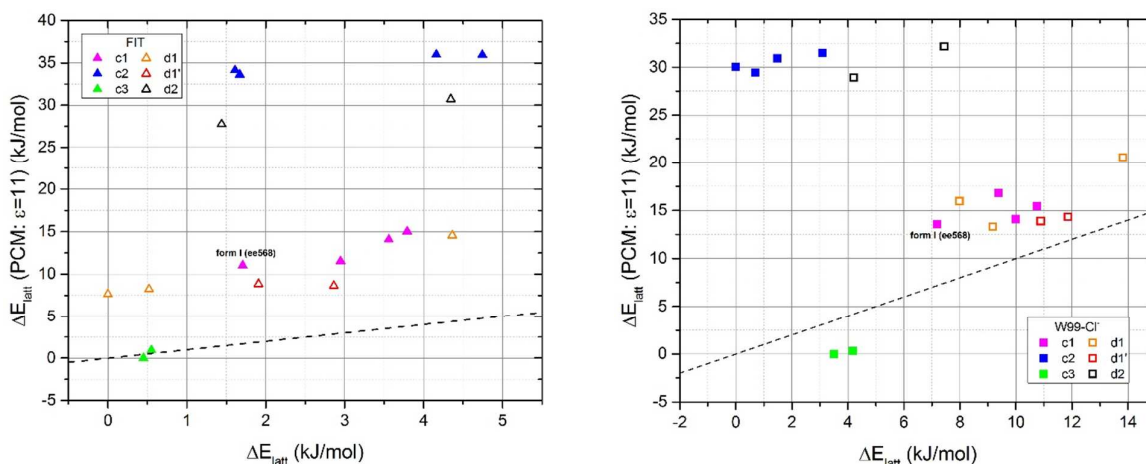 40
35
30
25
20
15
10
5
0
-5
ΔE_latt (PCM: ε=11) (kJ/mol)
FIT
c1 d1
c2 d1'
c3 d2
form I (ee568)
0 1 2 3 4 5
ΔE_latt (kJ/mol)
35
30
25
20
15
10
5
0
-5
ΔE_latt (PCM: ε=11) (kJ/mol)
form I (ee568)
W99-Cl⁻
c1 d1
c2 d1'
c3 d2
-2 0 2 4 6 8 10 12 14
ΔE_latt (kJ/mol)